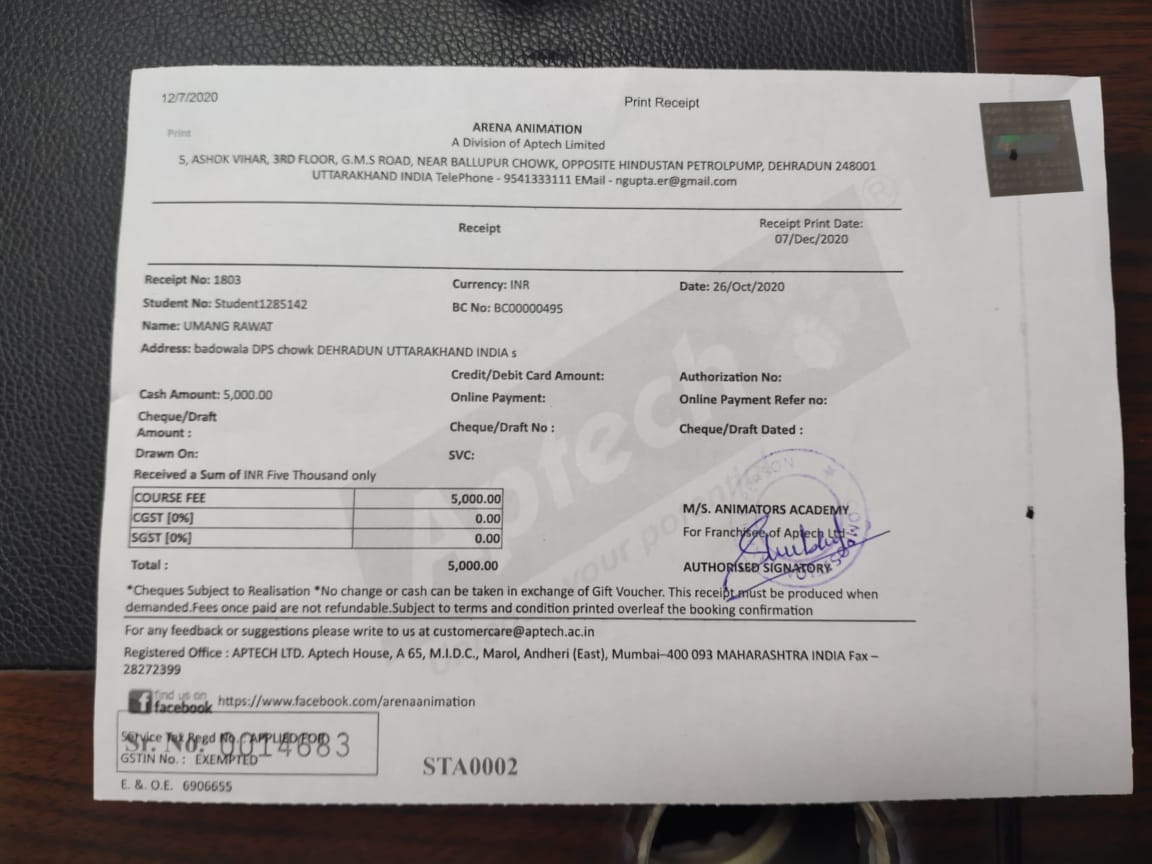 12/7/2020
Print Receipt
Print
ARENA ANIMATION
A Division of Aptech Limited
5, ASHOK VIHAR, 3RD FLOOR, G.M.S ROAD, NEAR BALLUPUR CHOWK, OPPOSITE HINDUSTAN PETROLPUMP, DEHRADUN 248001
UTTARAKHAND INDIA TelePhone - 9541333111 EMail - ngupta.er@gmail.com
Receipt
Receipt Print Date:
07/Dec/2020
Receipt No: 1803 Currency: INR Date: 26/Oct/2020
Student No: Student1285142 BC No: BC00000495
Name: UMANG RAWAT
Address: badowala DPS chowk DEHRADUN UTTARAKHAND INDIA s
Credit/Debit Card Amount: Authorization No:
Cash Amount: 5,000.00 Online Payment: Online Payment Refer no:
Cheque/Draft
Amount : Cheque/Draft No : Cheque/Draft Dated :
Drawn On: SVC:
Received a Sum of INR Five Thousand only
COURSE FEE 5,000.00
CGST [0%] 0.00
SGST [0%] 0.00
Total : 5,000.00
M/S. ANIMATORS ACADEMY
For Franchisee of Aptech Ltd
AUTHORISED SIGNATORY
*Cheques Subject to Realisation *No change or cash can be taken in exchange of Gift Voucher. This receipt must be produced when
demanded.Fees once paid are not refundable.Subject to terms and condition printed overleaf the booking confirmation
For any feedback or suggestions please write to us at customercare@aptech.ac.in
Registered Office : APTECH LTD. Aptech House, A 65, M.I.D.C., Marol, Andheri (East), Mumbai–400 093 MAHARASHTRA INDIA Fax –
28272399
find us on
facebook https://www.facebook.com/arenaanimation
Service Tax Regd No. : APPLIED FOR
Sr. No. 0014683
GSTIN No. : EXEMPTED
STA0002
E. &. O.E. 6906655
Aptech
®